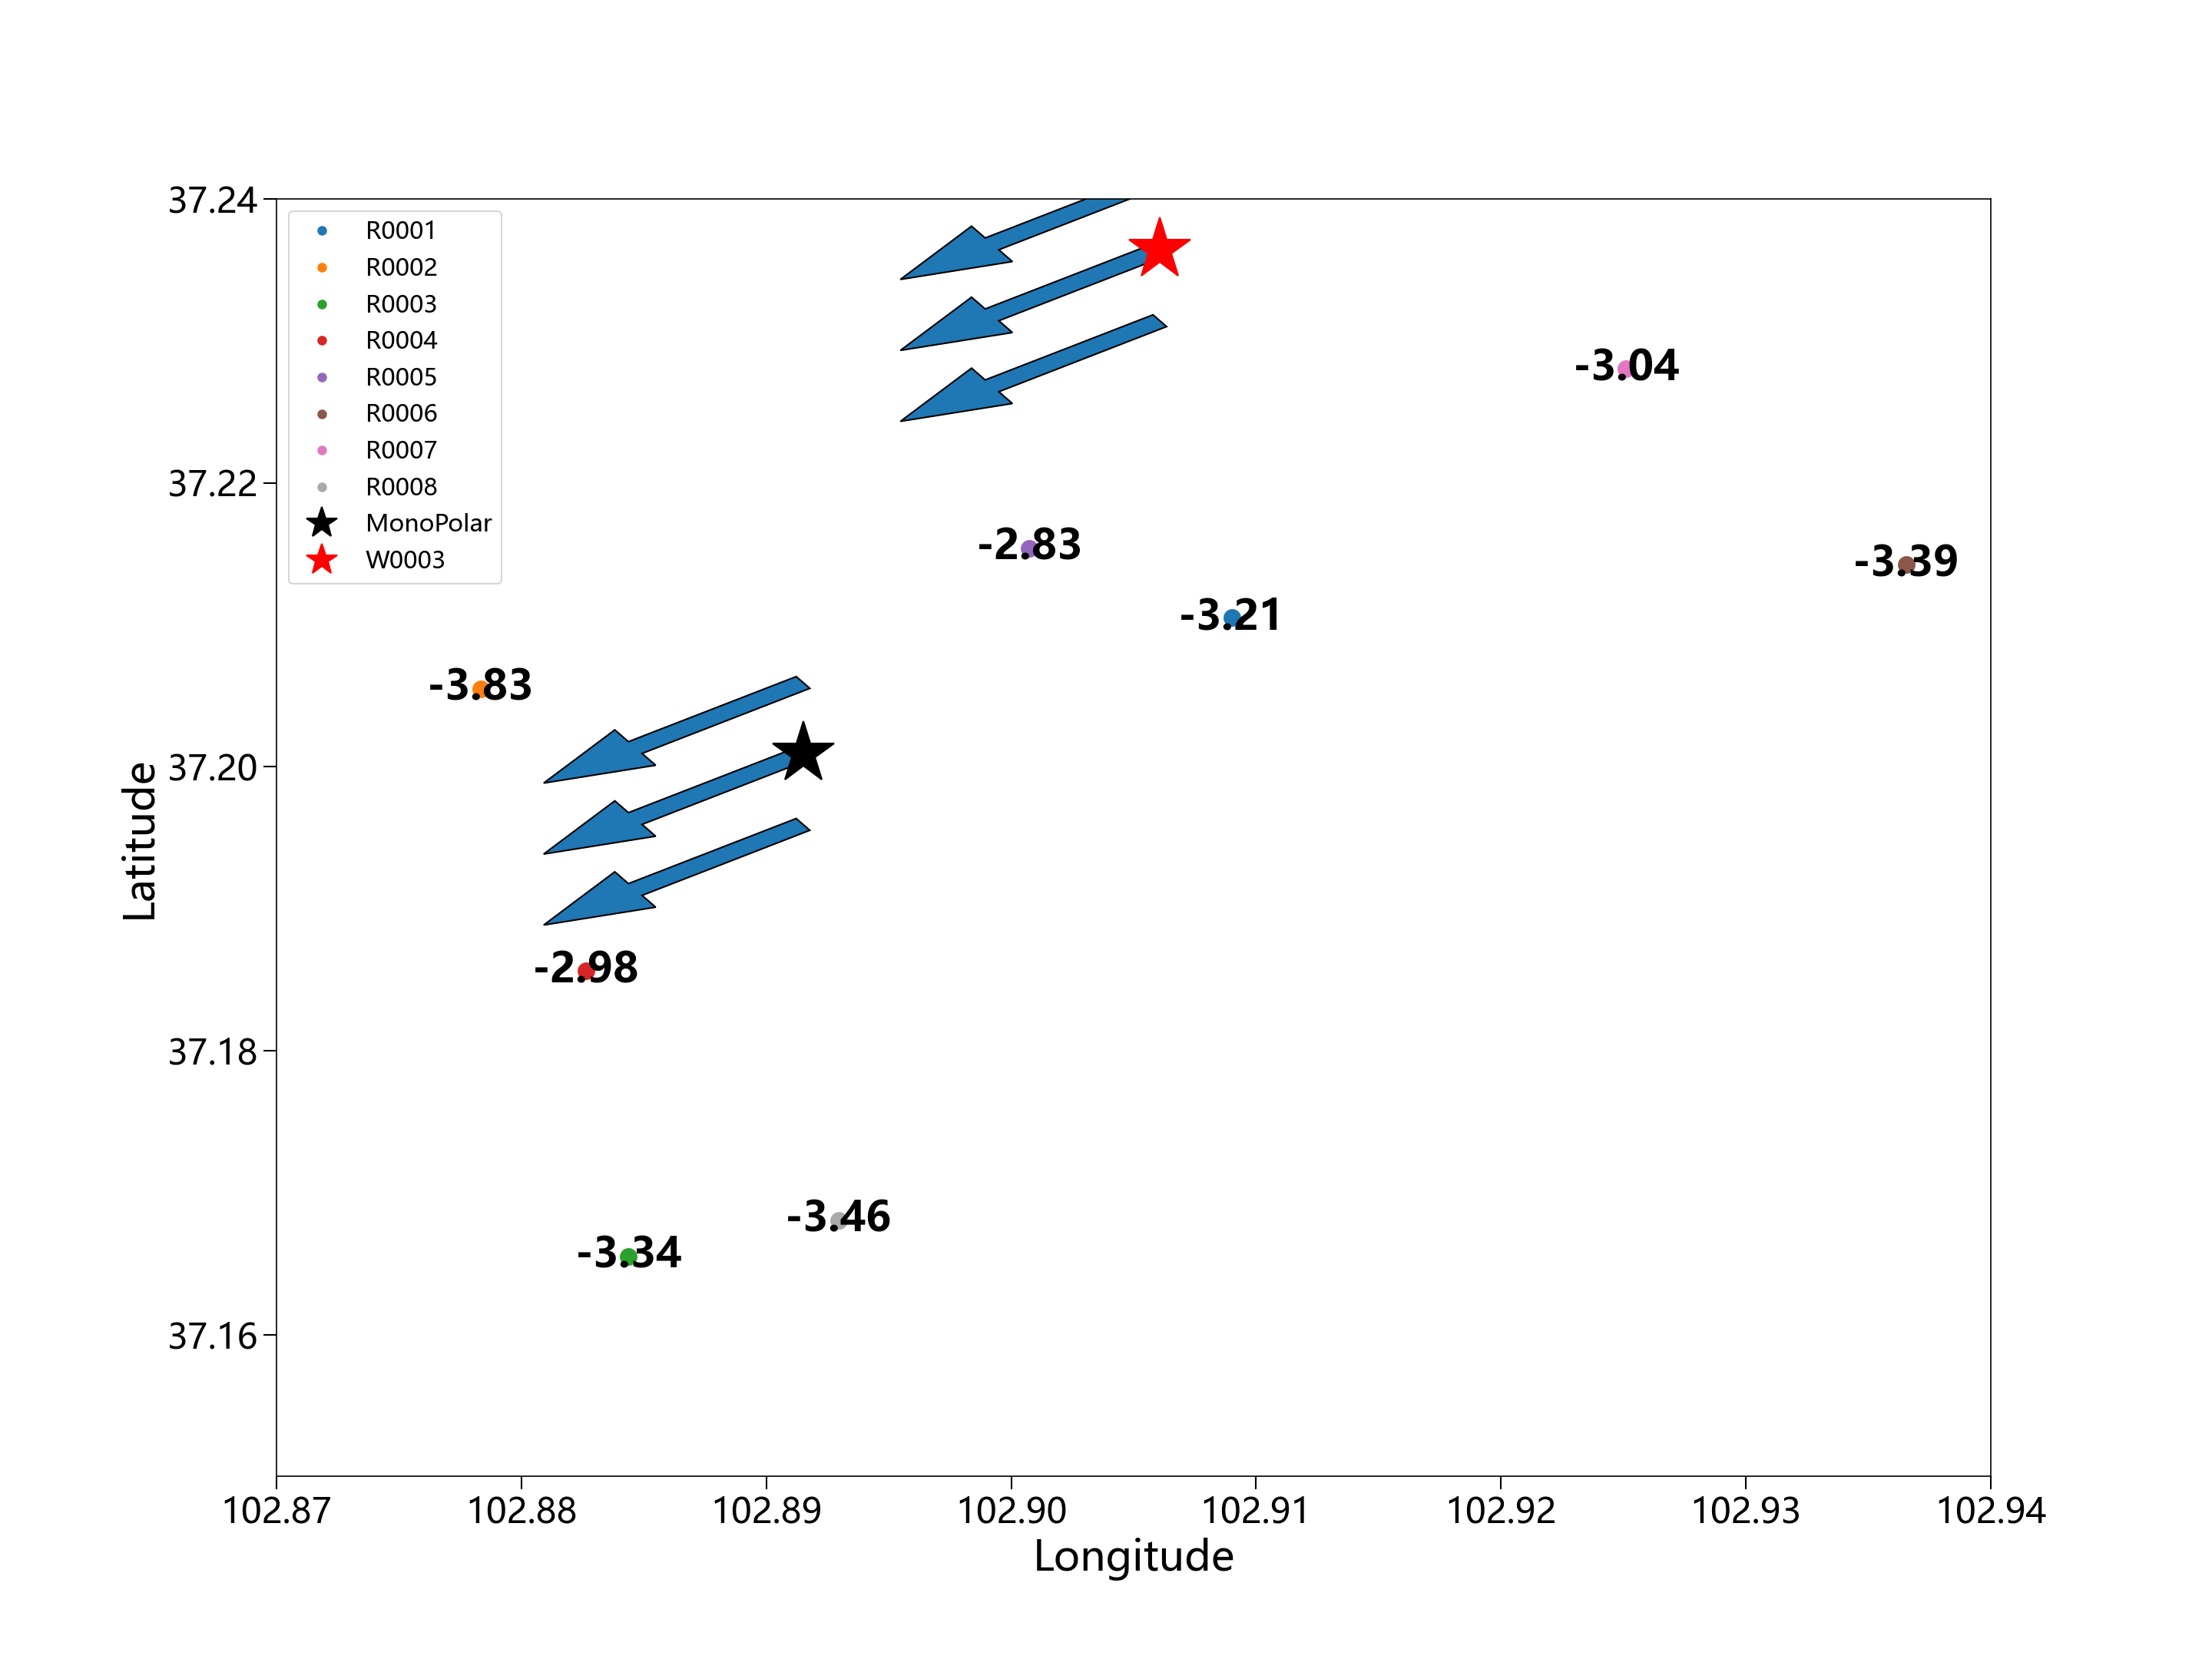 37.24
37.22
37.20
37.18
37.16
Latitude
R0001
R0002
R0003
R0004
R0005
R0006
R0007
R0008
MonoPolar
W0003
-3.04
-2.83
-3.39
-3.21
-3.83
-2.98
-3.46
-3.34
102.87 102.88 102.89 102.90 102.91 102.92 102.93 102.94
Longitude